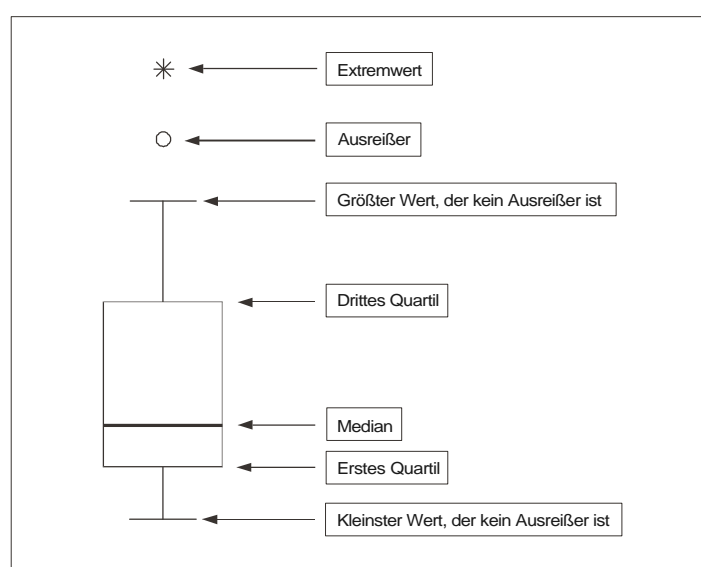 Extremwert
Ausreißer
Größter Wert, der kein Ausreißer ist
Drittes Quartil
Median
Erstes Quartil
Kleinster Wert, der kein Ausreißer ist